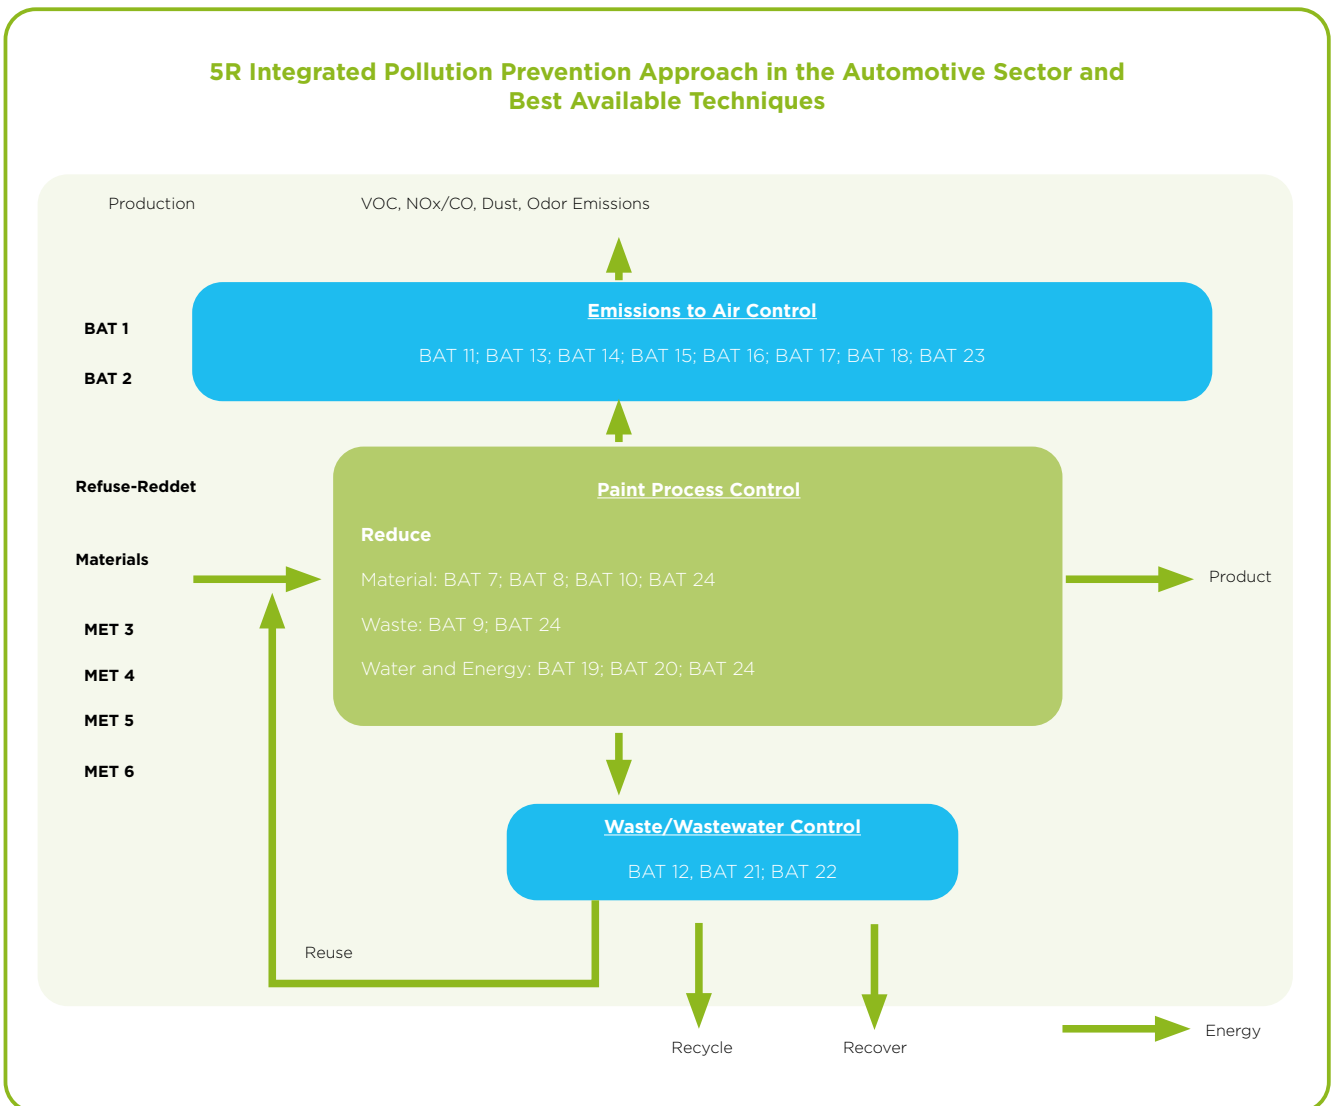 5R Integrated Pollution Prevention Approach in the Automotive Sector and
Best Available Techniques
Production
VOC, NOx/CO, Dust, Odor Emissions
Emissions to Air Control
BAT 1
BAT 11; BAT 13; BAT 14; BAT 15; BAT 16; BAT 17; BAT 18; BAT 23
BAT 2
Refuse-Reddet
Paint Process Control
Reduce
Materials
Material: BAT 7; BAT 8; BAT 10; BAT 24
Product
Waste: BAT 9; BAT 24
MET 3
Water and Energy: BAT 19; BAT 20; BAT 24
MET 4
MET 5
MET 6
Waste/Wastewater Control
BAT 12, BAT 21; BAT 22
Reuse
Recycle
Recover
Energy